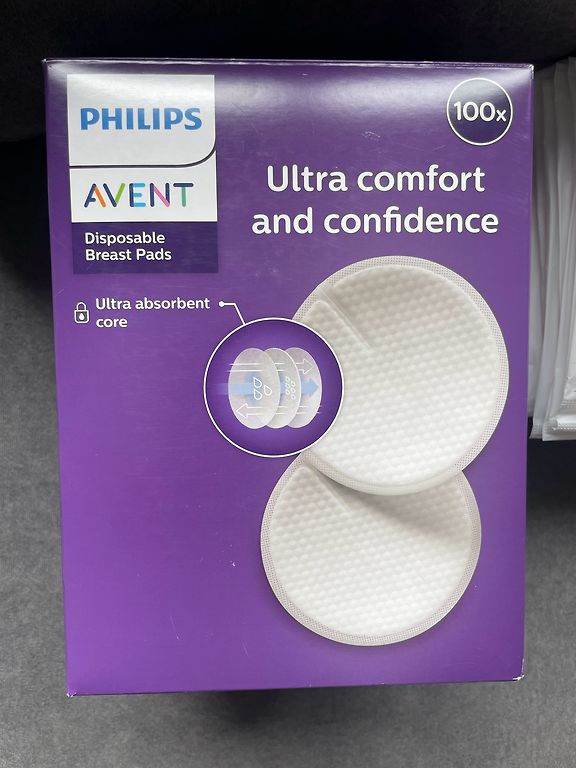 PHILIPS
AVENT
Disposable
Breast Pads
100x
Ultra comfort
and confidence
Ultra absorbent
core